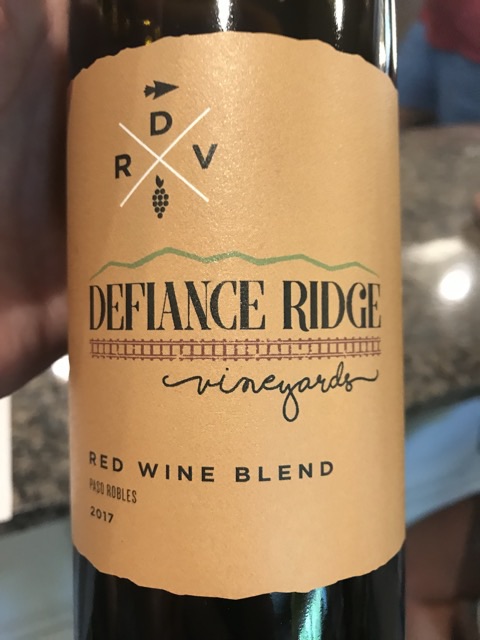 D
R V
DEFIANCE RIDGE
vineyards
RED WINE BLEND
PASO ROBLES
2017